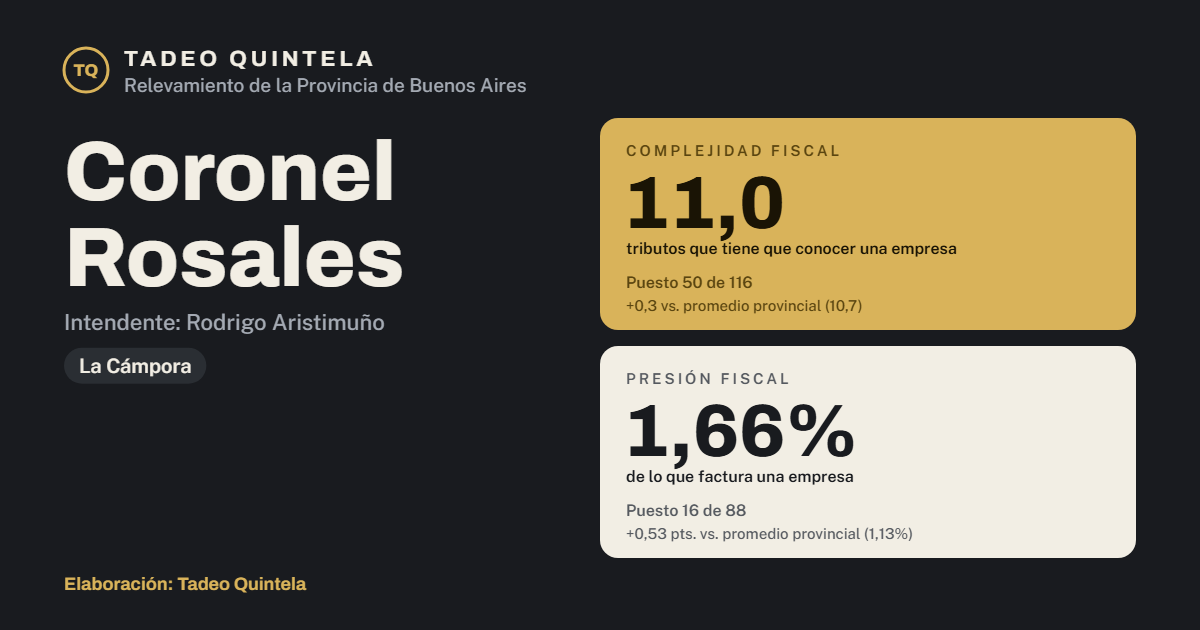 TQ
TADEO QUINTELA
Relevamiento de la Provincia de Buenos Aires
Coronel
Rosales
Intendente: Rodrigo Aristimuño
La Cámpora
COMPLEJIDAD FISCAL
11,0
tributos que tiene que conocer una empresa
Puesto 50 de 116
+0,3 vs. promedio provincial (10,7)
PRESIÓN FISCAL
1,66%
de lo que factura una empresa
Puesto 16 de 88
+0,53 pts. vs. promedio provincial (1,13%)
Elaboración: Tadeo Quintela